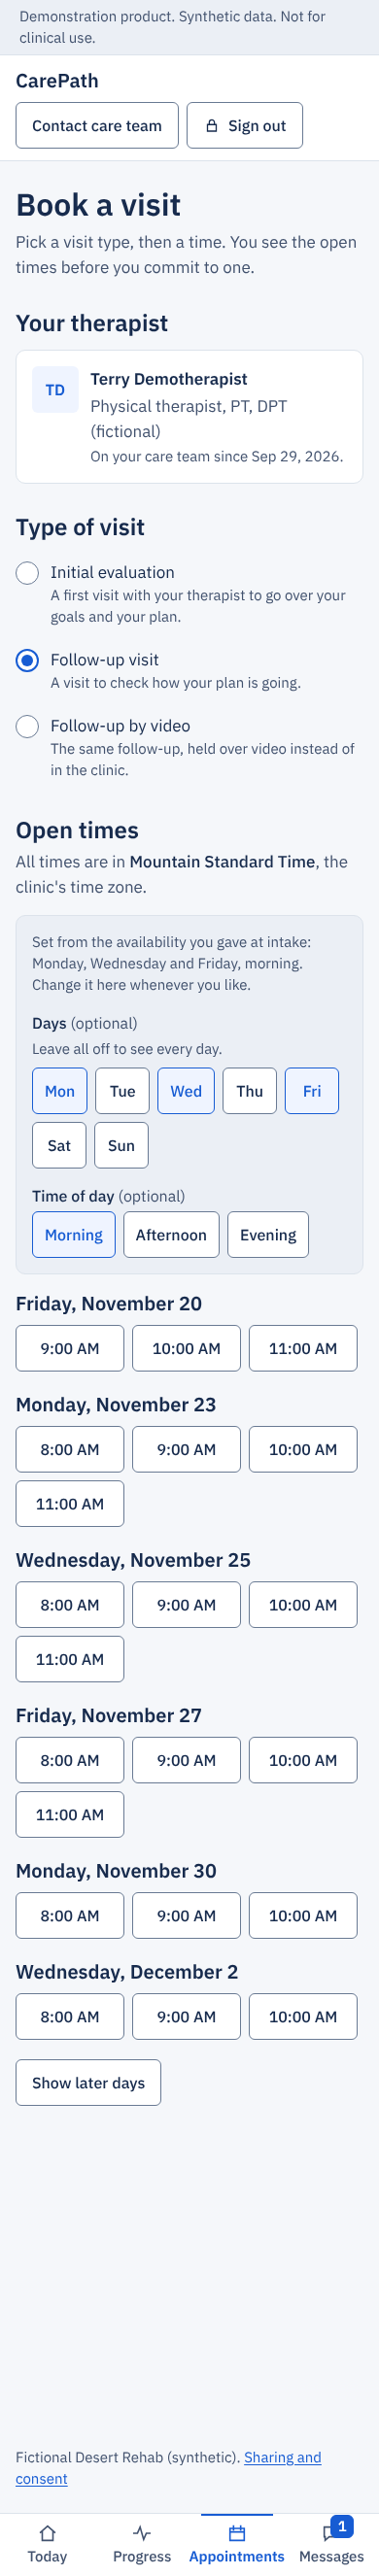 Demonstration product. Synthetic data. Not for
clinical use.
CarePath
Contact care team
Sign out
Book a visit
Pick a visit type, then a time. You see the open
times before you commit to one.
Your therapist
TD
Terry Demotherapist
Physical therapist, PT, DPT
(fictional)
On your care team since Sep 29, 2026.
Type of visit
Initial evaluation
A first visit with your therapist to go over your
goals and your plan.
Follow-up visit
A visit to check how your plan is going.
Follow-up by video
The same follow-up, held over video instead of
in the clinic.
Open times
All times are in Mountain Standard Time, the
clinic's time zone.
Set from the availability you gave at intake:
Monday, Wednesday and Friday, morning.
Change it here whenever you like.
Days (optional)
Leave all off to see every day.
Mon Tue Wed Thu Fri
Sat Sun
Time of day (optional)
Morning Afternoon Evening
Friday, November 20
9:00 AM 10:00 AM 11:00 AM
Monday, November 23
8:00 AM 9:00 AM 10:00 AM
11:00 AM
Wednesday, November 25
8:00 AM 9:00 AM 10:00 AM
11:00 AM
Friday, November 27
8:00 AM 9:00 AM 10:00 AM
11:00 AM
Monday, November 30
8:00 AM 9:00 AM 10:00 AM
Wednesday, December 2
8:00 AM 9:00 AM 10:00 AM
Show later days
Fictional Desert Rehab (synthetic). Sharing and
consent
1
Today Progress Appointments Messages